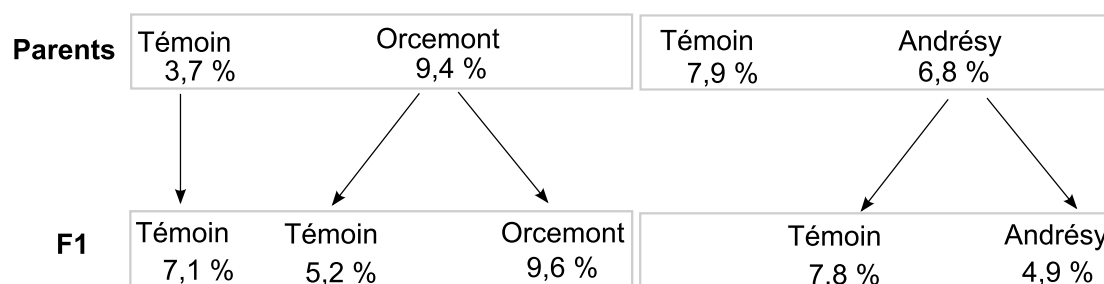 Parents
Témoin Orcemont Témoin Andrésy
3,7 % 9,4 % 7,9 % 6,8 %
F1
Témoin Témoin Orcemont Témoin Andrésy
7,1 % 5,2 % 9,6 % 7,8 % 4,9 %